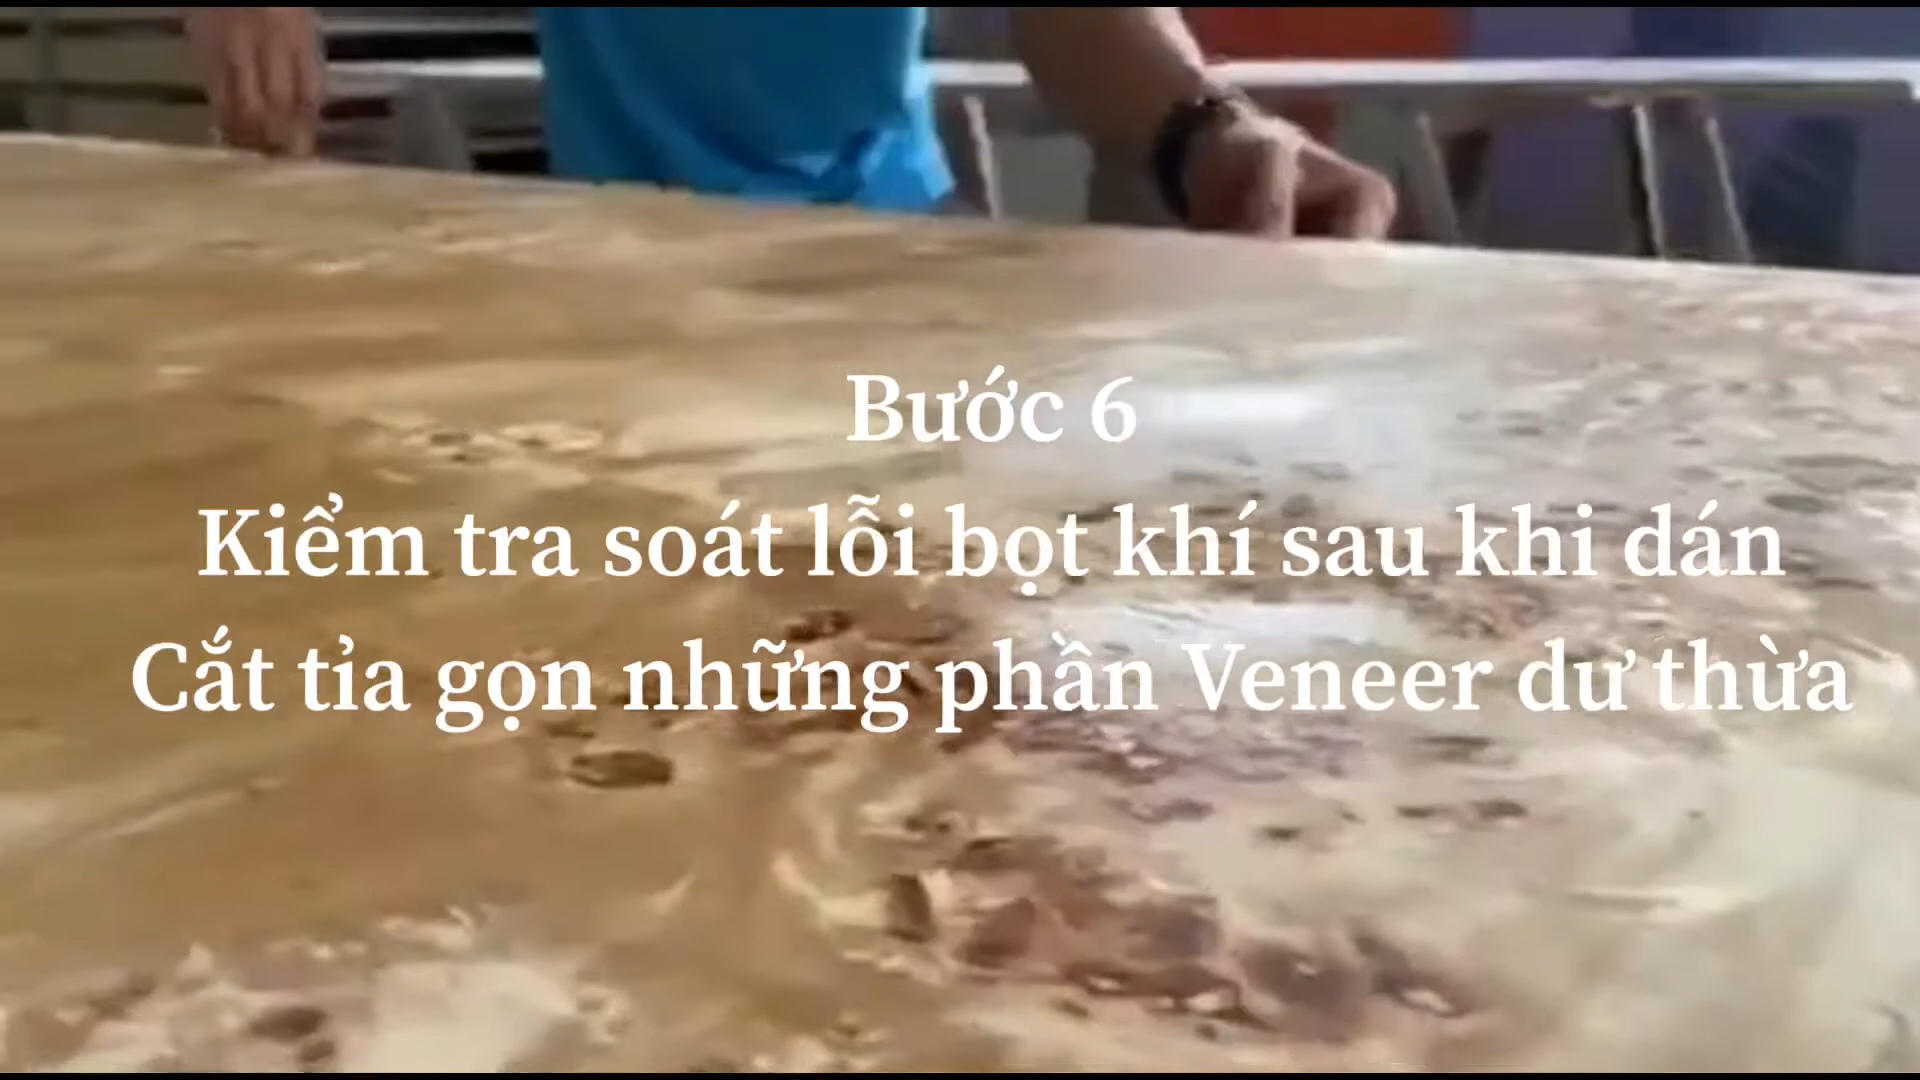 Bước 6
Kiểm tra soát lỗi bọt khí sau khi dán
Cắt tỉa gọn những phần Veneer dư thừa